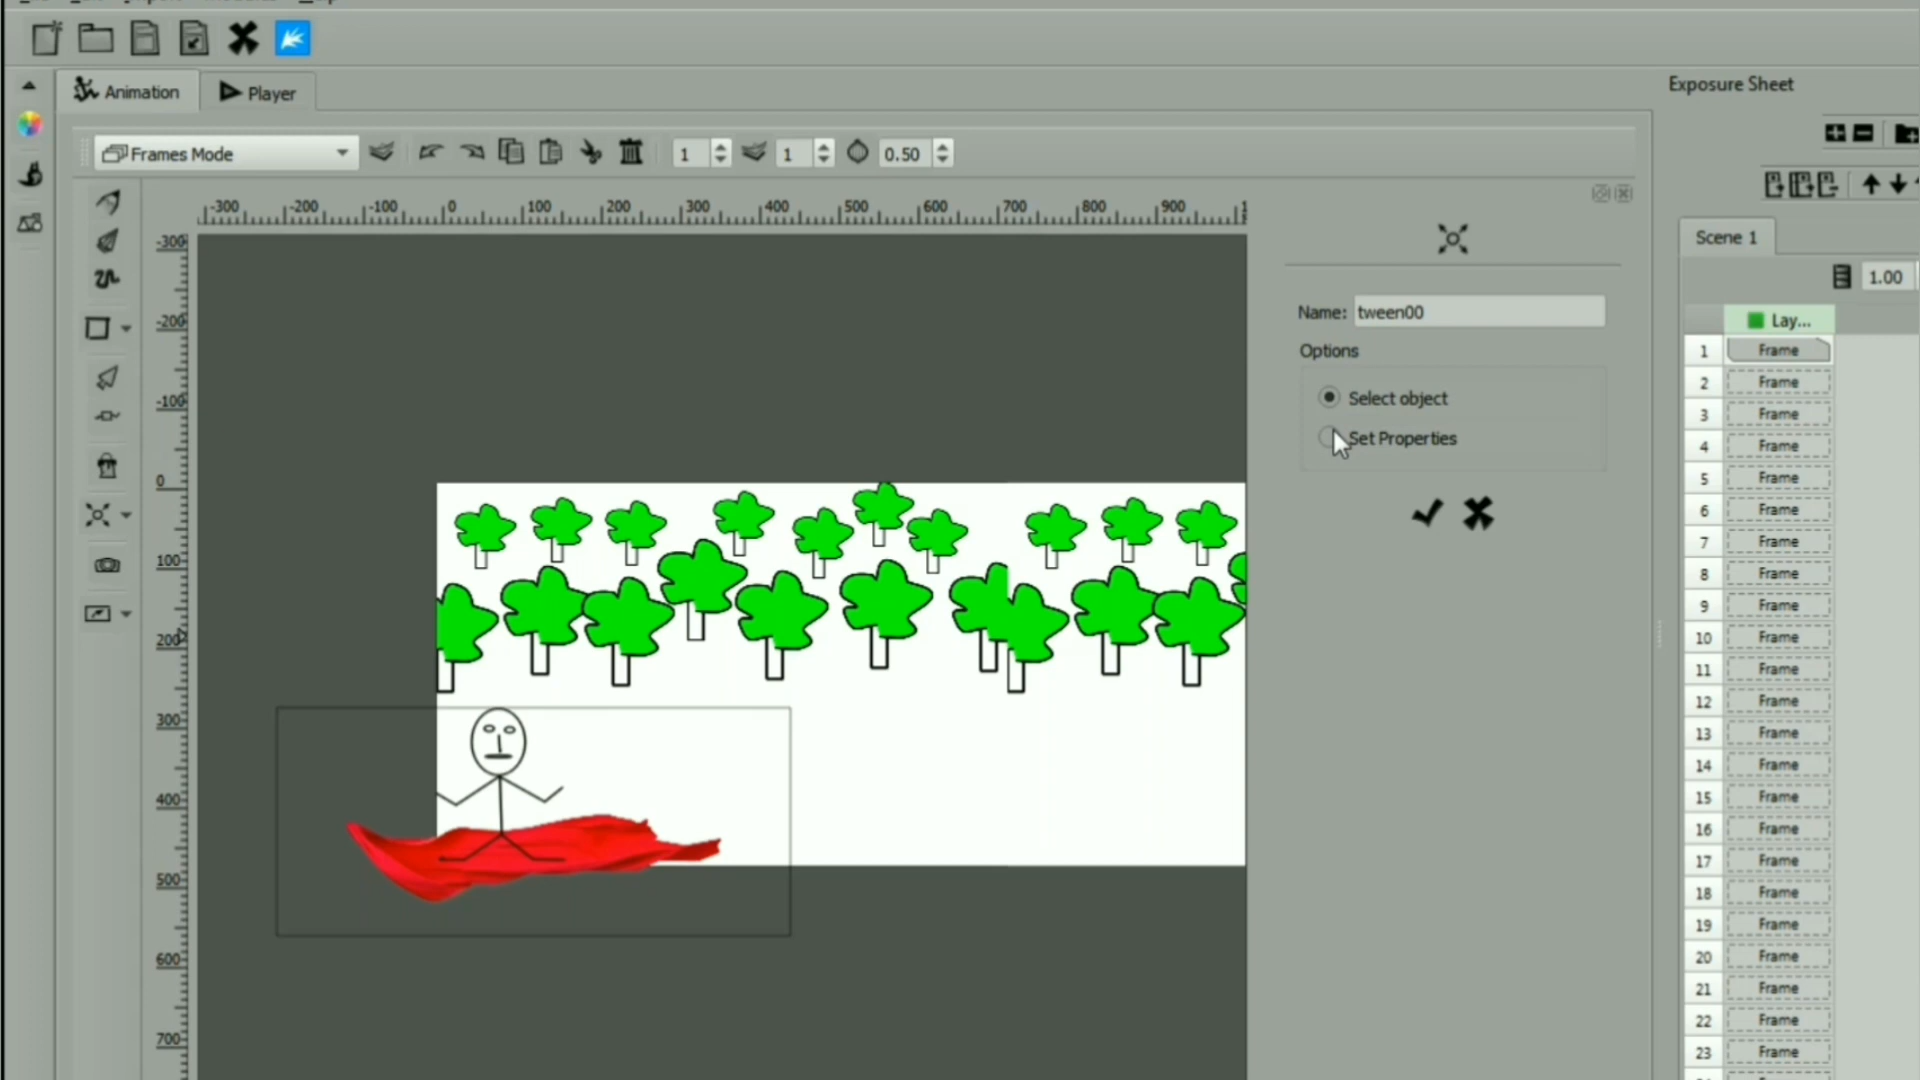 Animation
Player
Exposure Sheet
Frames Mode
1
1
0.50
-300 -200 -100 0 100 200 300 400 500 600 700 800 900
-300
-200
-100
0
100
200
300
400
500
600
700
Name: tween00
Options
Select object
Set Properties
Scene 1
1.00
Lay...
1 Frame
2 Frame
3 Frame
4 Frame
5 Frame
6 Frame
7 Frame
8 Frame
9 Frame
10 Frame
11 Frame
12 Frame
13 Frame
14 Frame
15 Frame
16 Frame
17 Frame
18 Frame
19 Frame
20 Frame
21 Frame
22 Frame
23 Frame